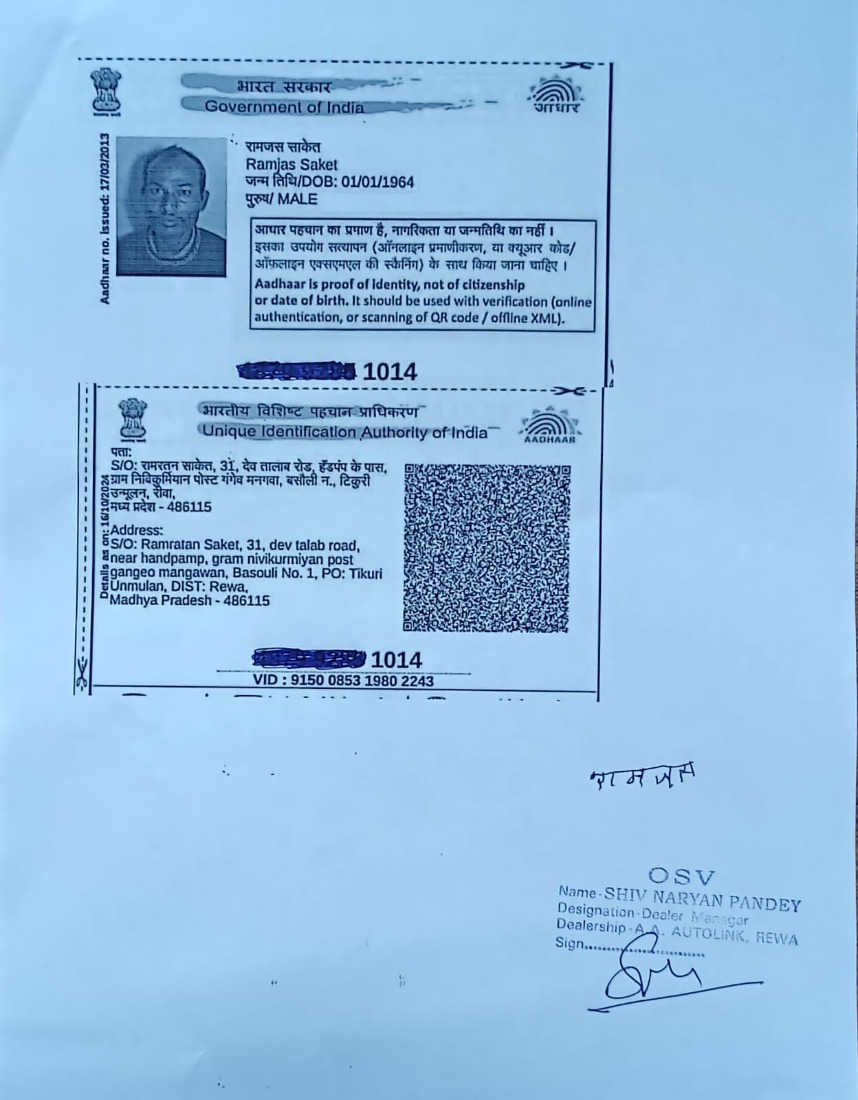 भारत सरकार
Government of India
आधार
Aadhaar no. issued: 17/03/2013
रामजस साकेत
Ramjas Saket
जन्म तिथि/DOB: 01/01/1964
पुरुष/ MALE
आधार पहचान का प्रमाण है, नागरिकता या जन्मतिथि का नहीं ।
इसका उपयोग सत्यापन (ऑनलाइन प्रमाणीकरण, या क्यूआर कोड/
ऑफ़लाइन एक्सएमएल की स्कैनिंग) के साथ किया जाना चाहिए ।
Aadhaar is proof of identity, not of citizenship
or date of birth. It should be used with verification (online
authentication, or scanning of QR code / offline XML).
1014
भारतीय विशिष्ट पहचान प्राधिकरण
Unique Identification Authority of India
AADHAAR
Details as on: 16/10/2024
पता:
S/O: रामरतन साकेत, 31, देव तालाब रोड, हैंडपंप के पास,
ग्राम निविकुर्मियान पोस्ट गंगेव मनगवा, बसौली न., टिकुरी
उन्मूलन, रीवा,
मध्य प्रदेश - 486115
Address:
S/O: Ramratan Saket, 31, dev talab road,
near handpamp, gram nivikurmiyan post
gangeo mangawan, Basouli No. 1, PO: Tikuri
Unmulan, DIST: Rewa,
Madhya Pradesh - 486115
1014
VID : 9150 0853 1980 2243
रामजस
OSV
Name-SHIV NARYAN PANDEY
Designation-Dealer Manager
Dealership-A.A. AUTOLINK, REWA
Sign........................